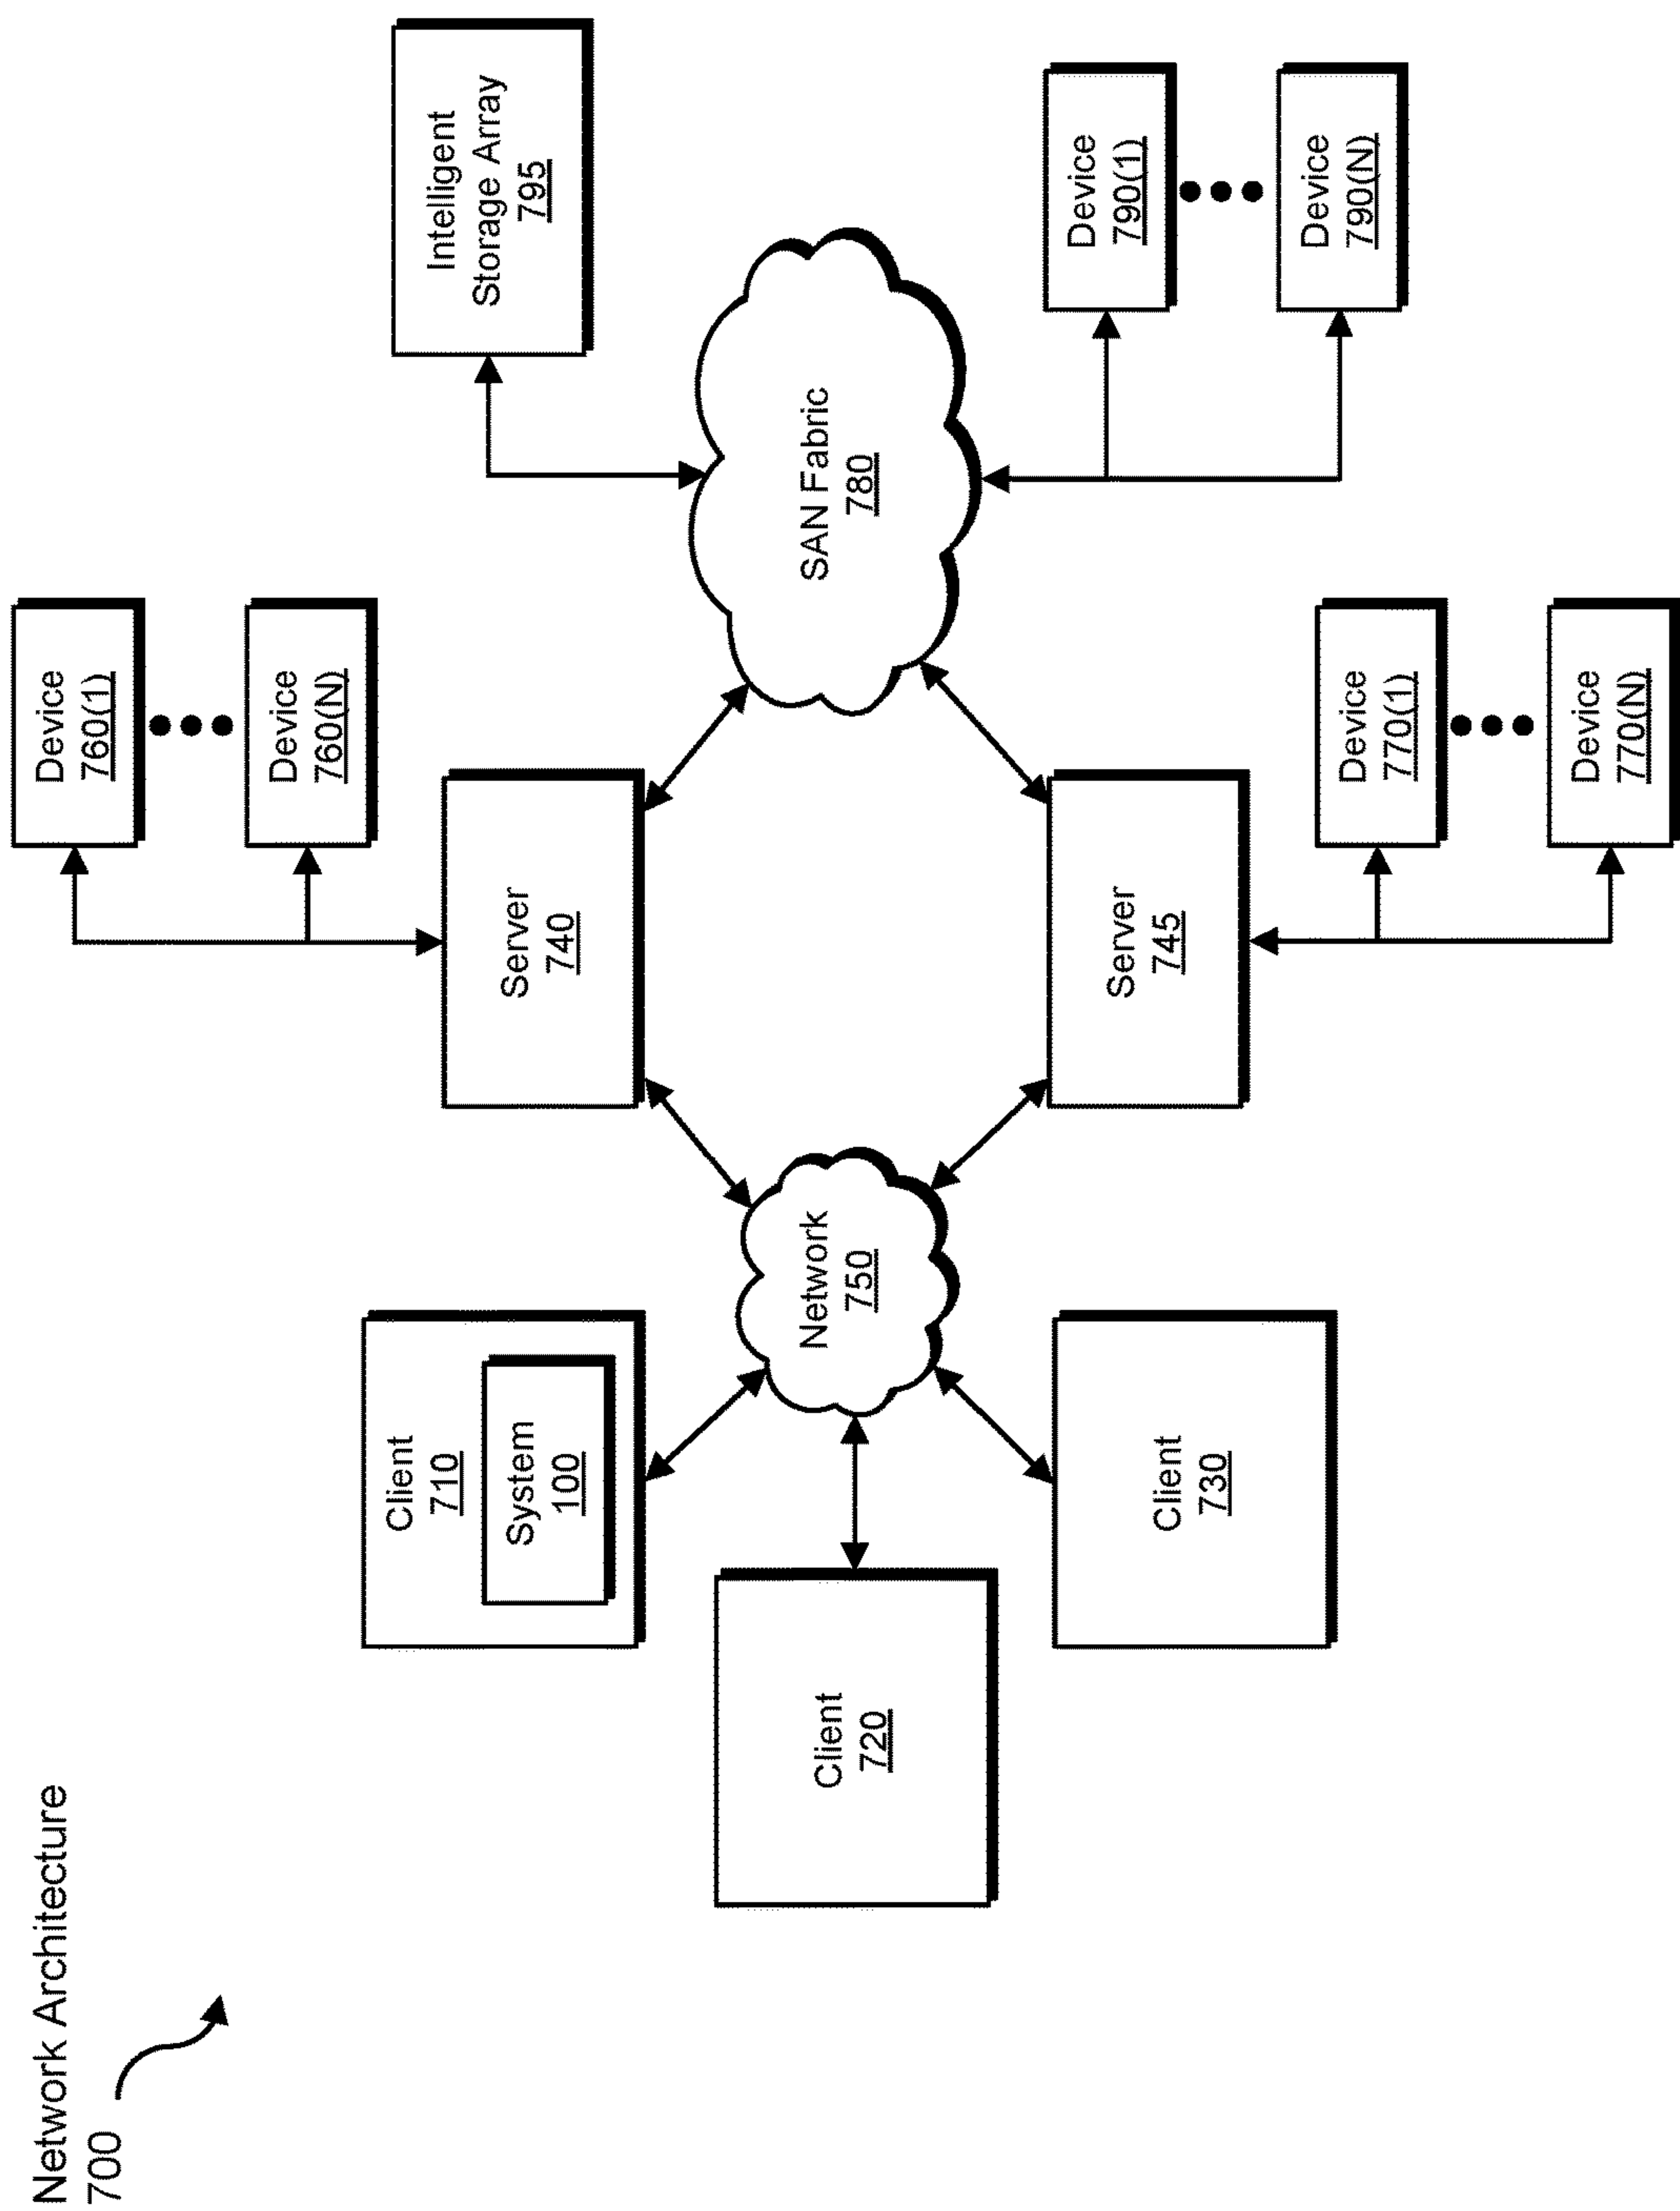 Network Architecture
700
Client
710
System
100
Client
720
Client
730
Network
750
Server
740
Server
745
Device
760(1)
Device
760(N)
Device
770(1)
Device
770(N)
SAN Fabric
780
Intelligent
Storage Array
795
Device
790(1)
Device
790(N)